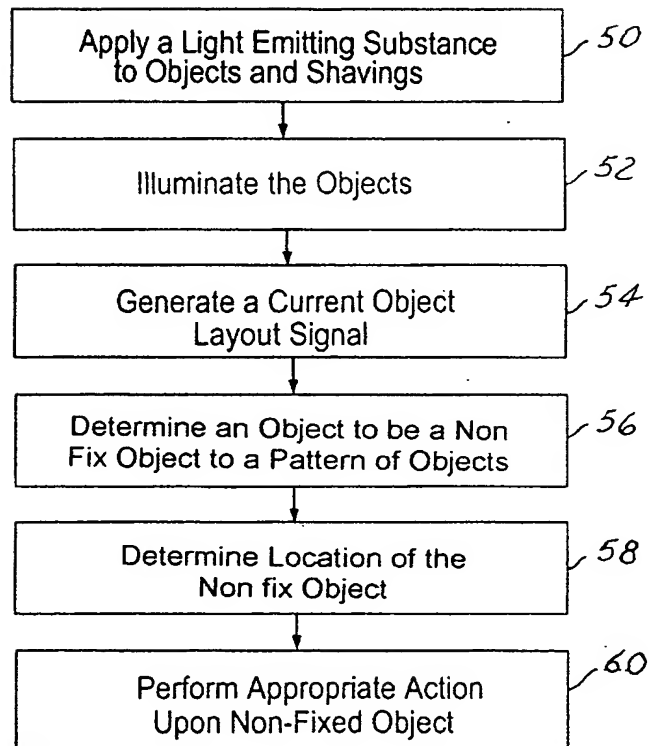 Apply a Light Emitting Substance
to Objects and Shavings
50
Illuminate the Objects
52
Generate a Current Object
Layout Signal
54
Determine an Object to be a Non
Fix Object to a Pattern of Objects
56
Determine Location of the
Non fix Object
58
Perform Appropriate Action
Upon Non-Fixed Object
60